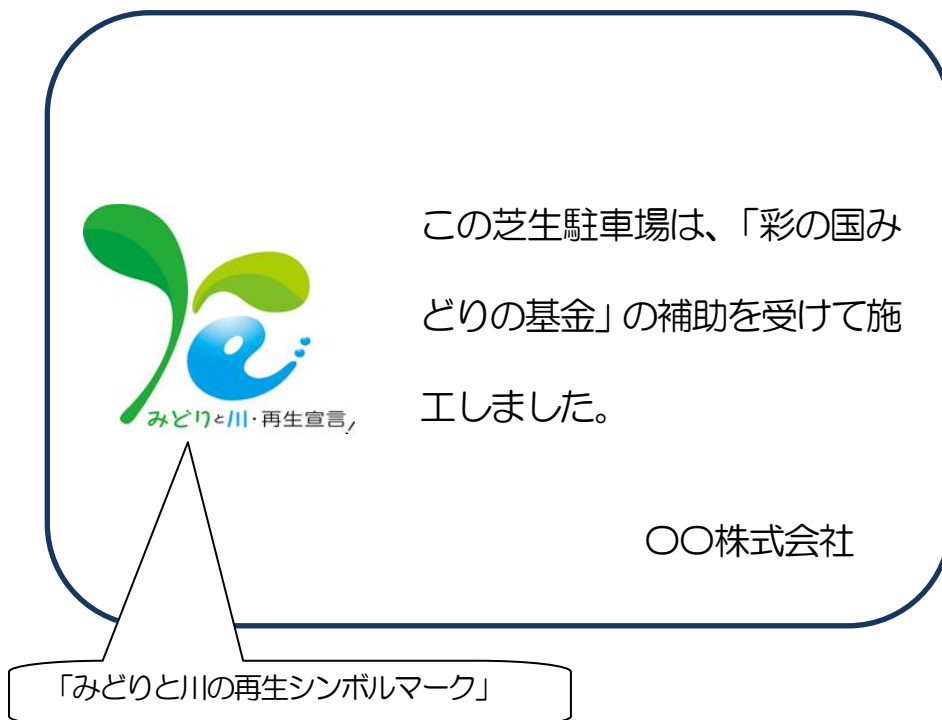 この芝生駐車場は、「彩の国み
どりの基金」の補助を受けて施
工しました。
みどりと川・再生宣言!
〇〇株式会社
「みどりと川の再生シンボルマーク」